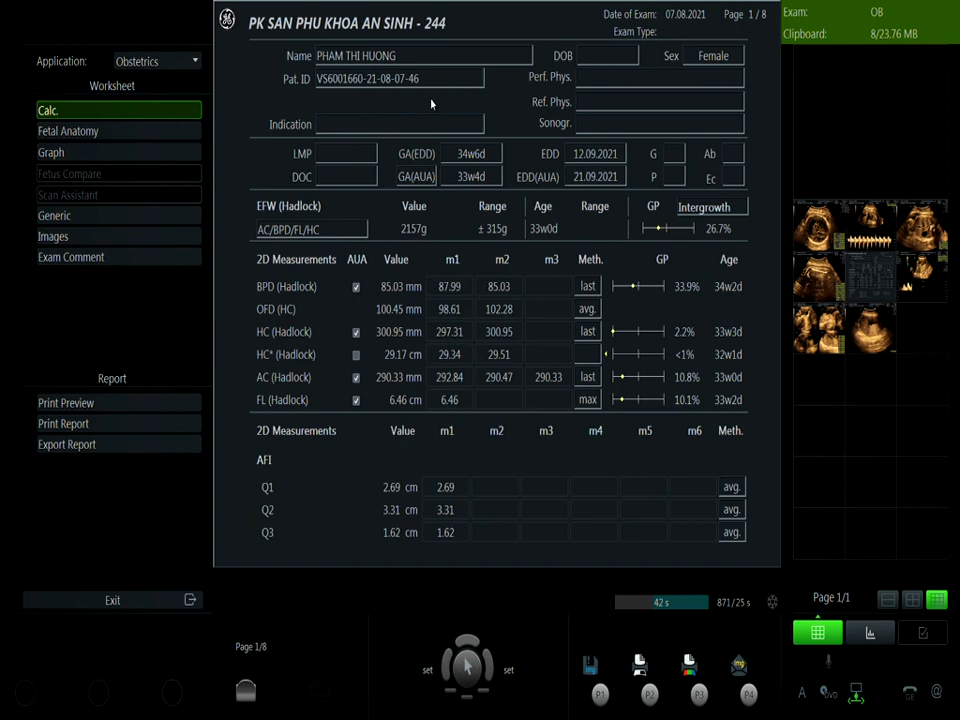 PK SAN PHU KHOA AN SINH - 244
Date of Exam: 07.08.2021 Page 1 / 8
Exam Type:
Exam: OB
Clipboard: 8/23.76 MB
Application: Obstetrics
Worksheet
Calc.
Fetal Anatomy
Graph
Fetus Compare
Scan Assistant
Generic
Images
Exam Comment
Report
Print Preview
Print Report
Export Report
Exit
Name PHAM THI HUONG DOB Sex Female
Pat. ID VS6001660-21-08-07-46 Perf. Phys.
Ref. Phys.
Indication Sonogr.
LMP GA(EDD) 34w6d EDD 12.09.2021 G Ab
DOC GA(AUA) 33w4d EDD(AUA) 21.09.2021 P Ec
EFW (Hadlock) Value Range Age Range GP Intergrowth
AC/BPD/FL/HC 2157g ± 315g 33w0d 26.7%
2D Measurements AUA Value m1 m2 m3 Meth. GP Age
BPD (Hadlock) 85.03 mm 87.99 85.03 last 33.9% 34w2d
OFD (HC) 100.45 mm 98.61 102.28 avg.
HC (Hadlock) 300.95 mm 297.31 300.95 last 2.2% 33w3d
HC* (Hadlock) 29.17 cm 29.34 29.51 <1% 32w1d
AC (Hadlock) 290.33 mm 292.84 290.47 290.33 last 10.8% 33w0d
FL (Hadlock) 6.46 cm 6.46 max 10.1% 33w2d
2D Measurements Value m1 m2 m3 m4 m5 m6 Meth.
AFI
Q1 2.69 cm 2.69 avg.
Q2 3.31 cm 3.31 avg.
Q3 1.62 cm 1.62 avg.
42 s 871/25 s
Page 1/1
Page 1/8
set set
P1 P2 P3 P4
A DVD @